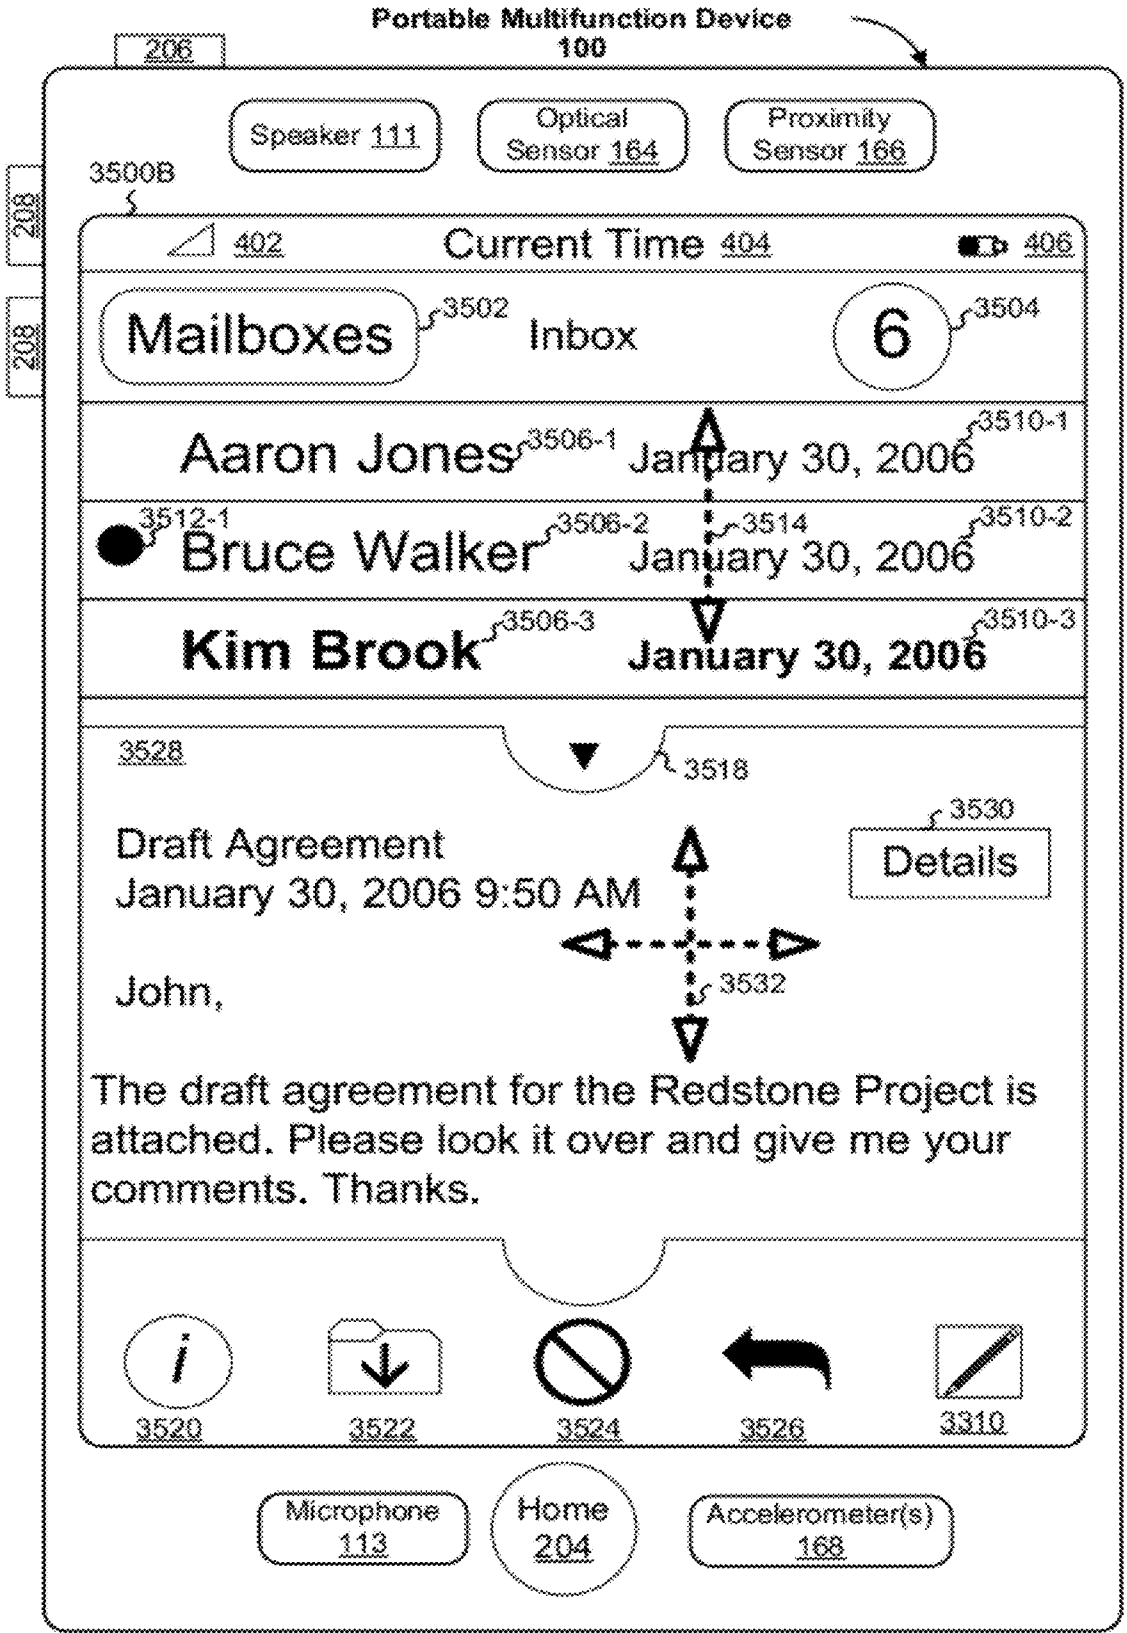 Portable Multifunction Device
100
206
Speaker 111
Optical
Sensor 164
Proximity
Sensor 166
208
208
3500B
402
Current Time 404
406
Mailboxes
3502
Inbox
6
3504
Aaron Jones
3506-1
January 30, 2006
3510-1
3512-1
Bruce Walker
3506-2
3514
January 30, 2006
3510-2
Kim Brook
3506-3
January 30, 2006
3510-3
3528
3518
Draft Agreement
3530
Details
January 30, 2006 9:50 AM
3532
John,
The draft agreement for the Redstone Project is
attached. Please look it over and give me your
comments. Thanks.
i
3520
3522
3524
3526
3310
Microphone
113
Home
204
Accelerometer(s)
168